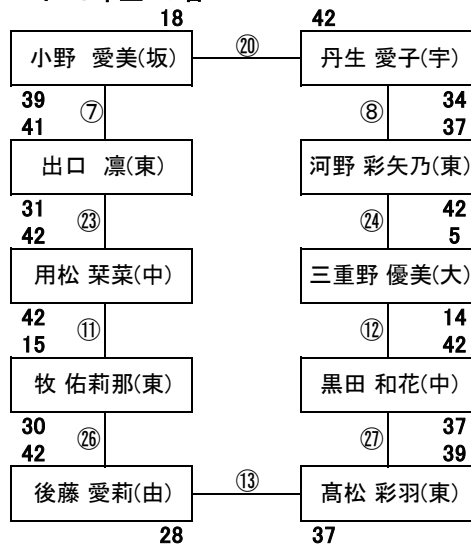 18 42
小野 愛美(坂) ⑳ 丹生 愛子(宇)
39 ⑦ ⑧ 34
41 37
出口 凛(東) 河野 彩矢乃(東)
31 ㉓ ㉔ 42
42 5
用松 栞菜(中) 三重野 優美(大)
42 ⑪ ⑫ 14
15 42
牧 佑莉那(東) 黒田 和花(中)
30 ㉖ ㉗ 37
42 39
後藤 愛莉(由) ⑬ 髙松 彩羽(東)
28 37